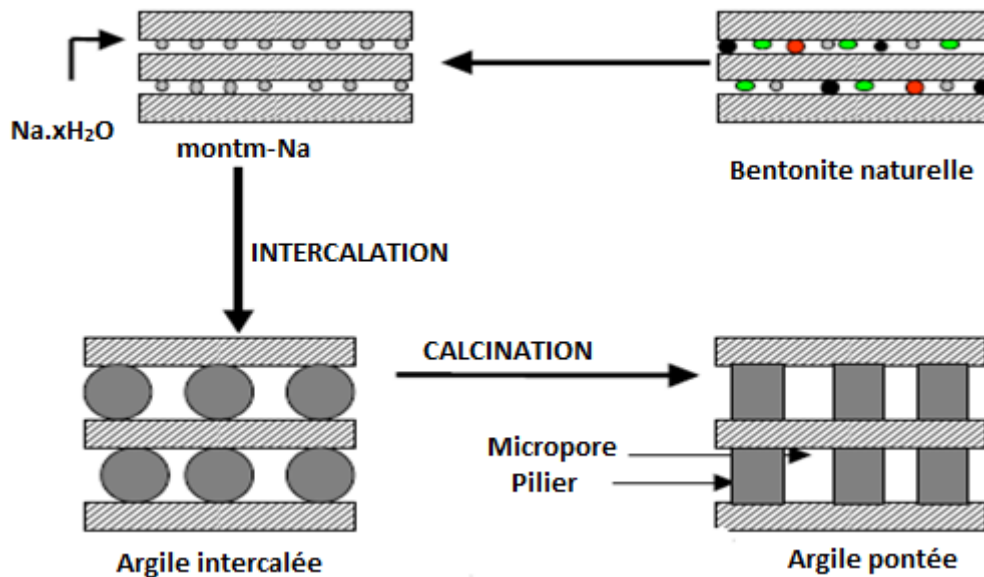 Na.xH₂O
montm-Na
Bentonite naturelle
INTERCALATION
CALCINATION
Micropore
Pilier
Argile intercalée
Argile pontée